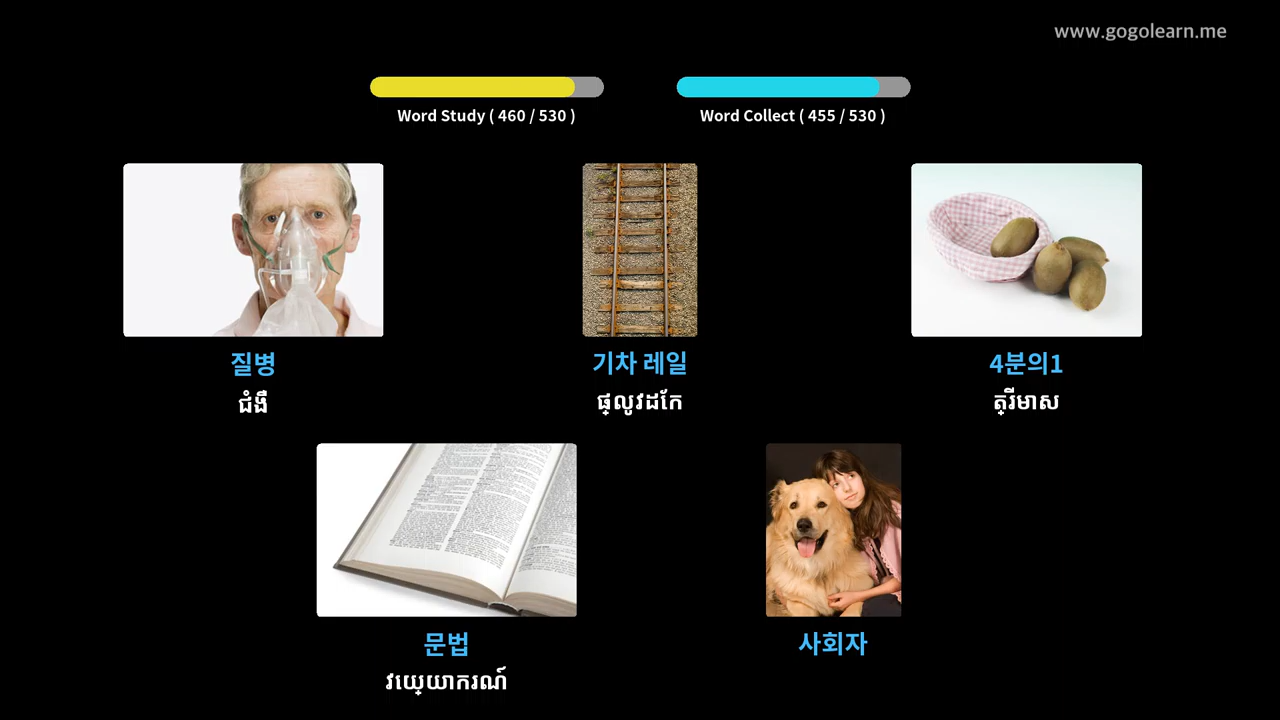 www.gogolearn.me
Word Study ( 460 / 530 )
Word Collect ( 455 / 530 )
질병
ជំងឺ
기차 레일
ផ្លូវដកែ
4분의1
ត្រីមាស
문법
វយេ្យាករណ៍
사회자